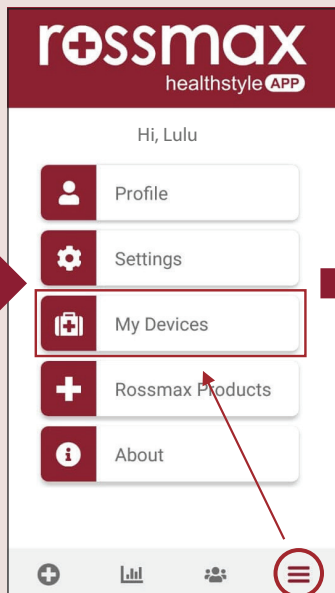 rossmax
healthstyle APP
Hi, Lulu
Profile
Settings
My Devices
Rossmax Products
About